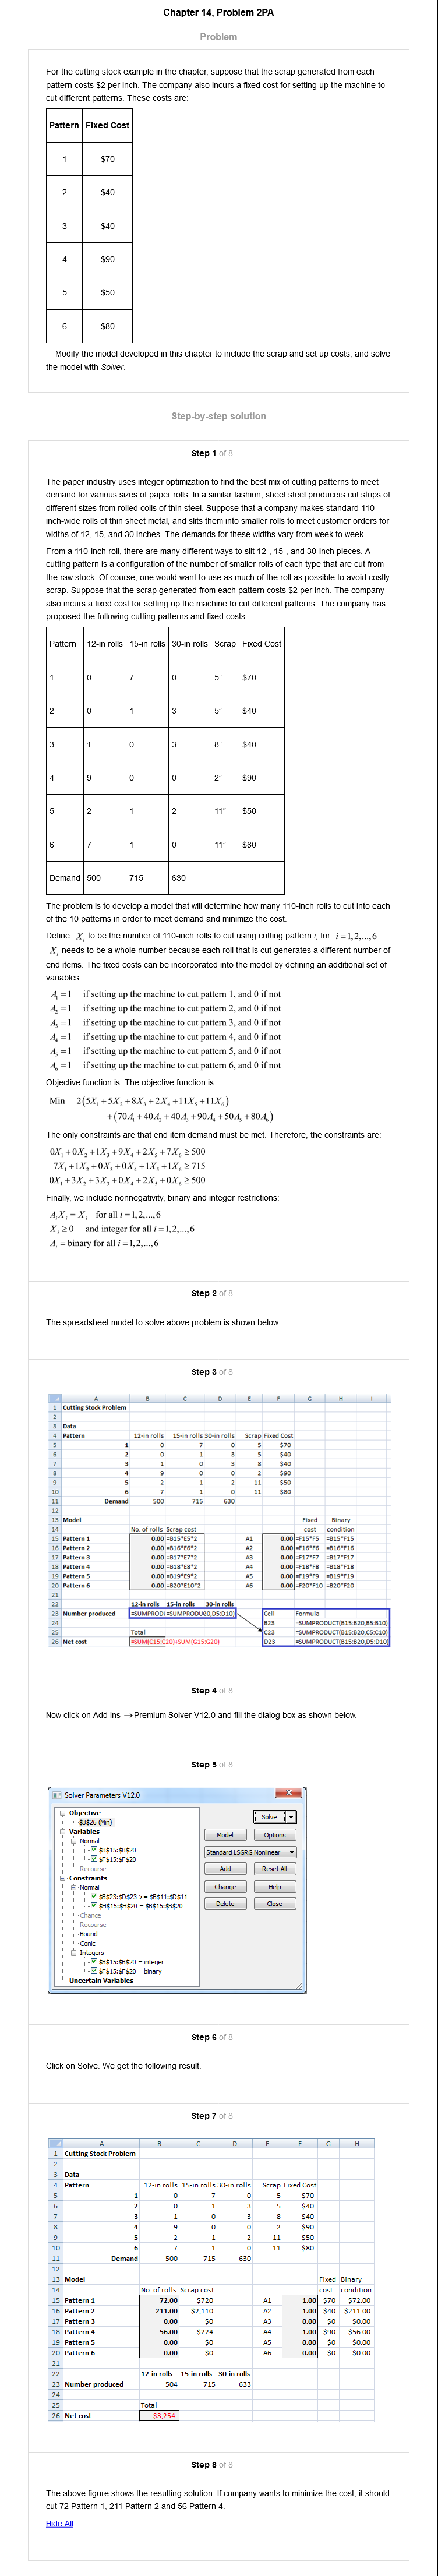 Chapter 14, Problem 2PA
Problem
For the cutting stock example in the chapter, suppose that the scrap generated from each
pattern costs $2 per inch. The company also incurs a fixed cost for setting up the machine to
cut different patterns. These costs are:
Pattern Fixed Cost
1 $70
2 $40
3 $40
4 $90
5 $50
6 $80
Modify the model developed in this chapter to include the scrap and set up costs, and solve
the model with Solver.
Step-by-step solution
Step 1 of 8
The paper industry uses integer optimization to find the best mix of cutting patterns to meet
demand for various sizes of paper rolls. In a similar fashion, sheet steel producers cut strips of
different sizes from rolled coils of thin steel. Suppose that a company makes standard 110-
inch-wide rolls of thin sheet metal, and slits them into smaller rolls to meet customer orders for
widths of 12, 15, and 30 inches. The demands for these widths vary from week to week.
From a 110-inch roll, there are many different ways to slit 12-, 15-, and 30-inch pieces. A
cutting pattern is a configuration of the number of smaller rolls of each type that are cut from
the raw stock. Of course, one would want to use as much of the roll as possible to avoid costly
scrap. Suppose that the scrap generated from each pattern costs $2 per inch. The company
also incurs a fixed cost for setting up the machine to cut different patterns. The company has
proposed the following cutting patterns and fixed costs:
Pattern 12-in rolls 15-in rolls 30-in rolls Scrap Fixed Cost
1 0 7 0 5" $70
2 0 1 3 5" $40
3 1 0 3 8" $40
4 9 0 0 2" $90
5 2 1 2 11" $50
6 7 1 0 11" $80
Demand 500 715 630
The problem is to develop a model that will determine how many 110-inch rolls to cut into each
of the 10 patterns in order to meet demand and minimize the cost.
Define X_i to be the number of 110-inch rolls to cut using cutting pattern i, for i = 1, 2,..., 6.
X_i needs to be a whole number because each roll that is cut generates a different number of
end items. The fixed costs can be incorporated into the model by defining an additional set of
variables:
A₁ = 1 if setting up the machine to cut pattern 1, and 0 if not
A₂ = 1 if setting up the machine to cut pattern 2, and 0 if not
A₃ = 1 if setting up the machine to cut pattern 3, and 0 if not
A₄ = 1 if setting up the machine to cut pattern 4, and 0 if not
A₅ = 1 if setting up the machine to cut pattern 5, and 0 if not
A₆ = 1 if setting up the machine to cut pattern 6, and 0 if not
Objective function is: The objective function is:
Min 2(5X₁ + 5X₂ + 8X₃ + 2X₄ + 11X₅ + 11X₆)
+(70A₁ + 40A₂ + 40A₃ + 90A₄ + 50A₅ + 80A₆)
The only constraints are that end item demand must be met. Therefore, the constraints are:
0X₁ + 0X₂ + 1X₃ + 9X₄ + 2X₅ + 7X₆ ≥ 500
7X₁ + 1X₂ + 0X₃ + 0X₄ + 1X₅ + 1X₆ ≥ 715
0X₁ + 3X₂ + 3X₃ + 0X₄ + 2X₅ + 0X₆ ≥ 500
Finally, we include nonnegativity, binary and integer restrictions:
A_iX_i = X_i for all i = 1, 2,..., 6
X_i ≥ 0 and integer for all i = 1, 2,..., 6
A_i = binary for all i = 1, 2,..., 6
Step 2 of 8
The spreadsheet model to solve above problem is shown below.
Step 3 of 8
A B C D E F G H I
1 Cutting Stock Problem
2
3 Data
4 Pattern 12-in rolls 15-in rolls 30-in rolls Scrap Fixed Cost
5 1 0 7 0 5 $70
6 2 0 1 3 5 $40
7 3 1 0 3 8 $40
8 4 9 0 0 2 $90
9 5 2 1 2 11 $50
10 6 7 1 0 11 $80
11 Demand 500 715 630
12
13 Model Fixed Binary
14 No. of rolls Scrap cost cost condition
15 Pattern 1 0.00 =B15*E5*2 A1 0.00 =F15*F5 =B15*F15
16 Pattern 2 0.00 =B16*E6*2 A2 0.00 =F16*F6 =B16*F16
17 Pattern 3 0.00 =B17*E7*2 A3 0.00 =F17*F7 =B17*F17
18 Pattern 4 0.00 =B18*E8*2 A4 0.00 =F18*F8 =B18*F18
19 Pattern 5 0.00 =B19*E9*2 A5 0.00 =F19*F9 =B19*F19
20 Pattern 6 0.00 =B20*E10*2 A6 0.00 =F20*F10 =B20*F20
21
22 12-in rolls 15-in rolls 30-in rolls
23 Number produced =SUMPRODU =SUMPRODUCT(B15:B20,D5:D10) Cell Formula
24 B23 =SUMPRODUCT(B15:B20,B5:B10)
25 Total C23 =SUMPRODUCT(B15:B20,C5:C10)
26 Net cost =SUM(C15:C20)+SUM(G15:G20) D23 =SUMPRODUCT(B15:B20,D5:D10)
Step 4 of 8
Now click on Add Ins → Premium Solver V12.0 and fill the dialog box as shown below.
Step 5 of 8
Solver Parameters V12.0
Objective
$B$26 (Min)
Variables
Normal
$B$15:$B$20
$F$15:$F$20
Recourse
Constraints
Normal
$B$23:$D$23 >= $B$11:$D$11
$H$15:$H$20 = $B$15:$B$20
Chance
Recourse
Bound
Conic
Integers
$B$15:$B$20 = integer
$F$15:$F$20 = binary
Uncertain Variables
Solve
Model Options
Standard LSGRG Nonlinear
Add Reset All
Change Help
Delete Close
Step 6 of 8
Click on Solve. We get the following result.
Step 7 of 8
A B C D E F G H
1 Cutting Stock Problem
2
3 Data
4 Pattern 12-in rolls 15-in rolls 30-in rolls Scrap Fixed Cost
5 1 0 7 0 5 $70
6 2 0 1 3 5 $40
7 3 1 0 3 8 $40
8 4 9 0 0 2 $90
9 5 2 1 2 11 $50
10 6 7 1 0 11 $80
11 Demand 500 715 630
12
13 Model Fixed Binary
14 No. of rolls Scrap cost cost condition
15 Pattern 1 72.00 $720 A1 1.00 $70 $72.00
16 Pattern 2 211.00 $2,110 A2 1.00 $40 $211.00
17 Pattern 3 0.00 $0 A3 0.00 $0 $0.00
18 Pattern 4 56.00 $224 A4 1.00 $90 $56.00
19 Pattern 5 0.00 $0 A5 0.00 $0 $0.00
20 Pattern 6 0.00 $0 A6 0.00 $0 $0.00
21
22 12-in rolls 15-in rolls 30-in rolls
23 Number produced 504 715 633
24
25 Total
26 Net cost $3,254
Step 8 of 8
The above figure shows the resulting solution. If company wants to minimize the cost, it should
cut 72 Pattern 1, 211 Pattern 2 and 56 Pattern 4.
Hide All